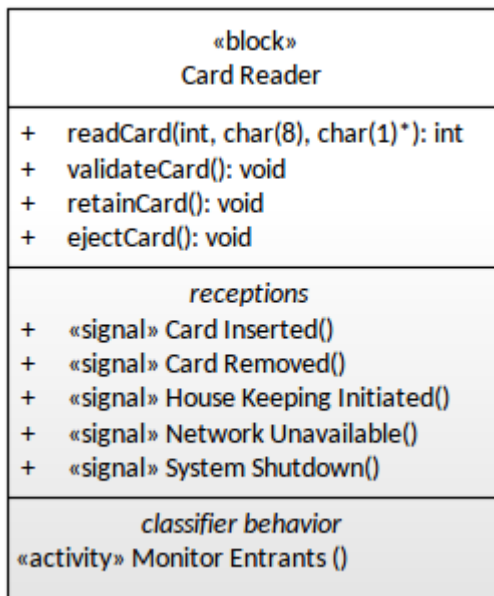 «block»
Card Reader
+ readCard(int, char(8), char(1)*): int
+ validateCard(): void
+ retainCard(): void
+ ejectCard(): void
receptions
+ «signal» Card Inserted()
+ «signal» Card Removed()
+ «signal» House Keeping Initiated()
+ «signal» Network Unavailable()
+ «signal» System Shutdown()
classifier behavior
«activity» Monitor Entrants ()